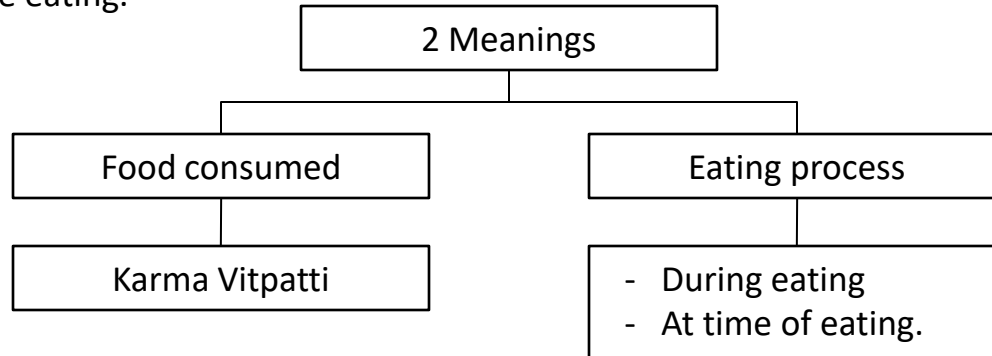 e eating.
2 Meanings
Food consumed
Eating process
Karma Vitpatti
- During eating
- At time of eating.